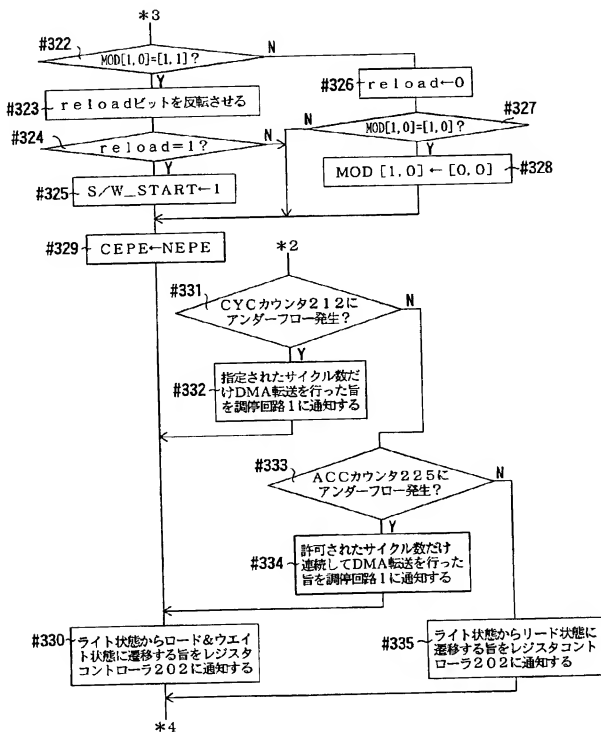 *3
#322
MOD[1,0]=[1,1]?
N
Y
#323
reloadビットを反転させる
#324
reload=1?
N
Y
#325
S/W_START←1
#326
reload←0
#327
N
MOD[1,0]=[1,0]?
Y
MOD [1,0]←[0,0]
#328
#329
CEPE←NEPE
*2
#331
CYCカウンタ212に
アンダーフロー発生?
N
Y
#332
指定されたサイクル数だ
けDMA転送を行った旨
を調停回路1に通知する
#333
ACCカウンタ225に
アンダーフロー発生?
N
Y
#334
許可されたサイクル数だけ
連続してDMA転送を行った
旨を調停回路1に通知する
#330
ライト状態からロード&ウエイ
ト状態に遷移する旨をレジスタ
コントローラ202に通知する
ライト状態からリード状態に
遷移する旨をレジスタコント
ローラ202に通知する
#335
*4